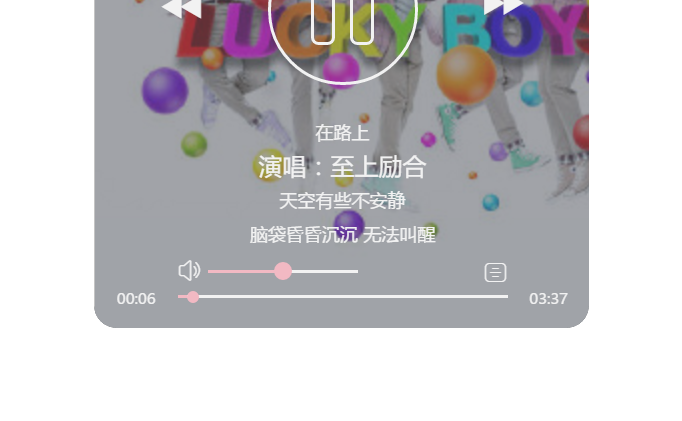 LUCKY BOYS
在路上
演唱：至上励合
天空有些不安静
脑袋昏昏沉沉 无法叫醒
00:06
03:37